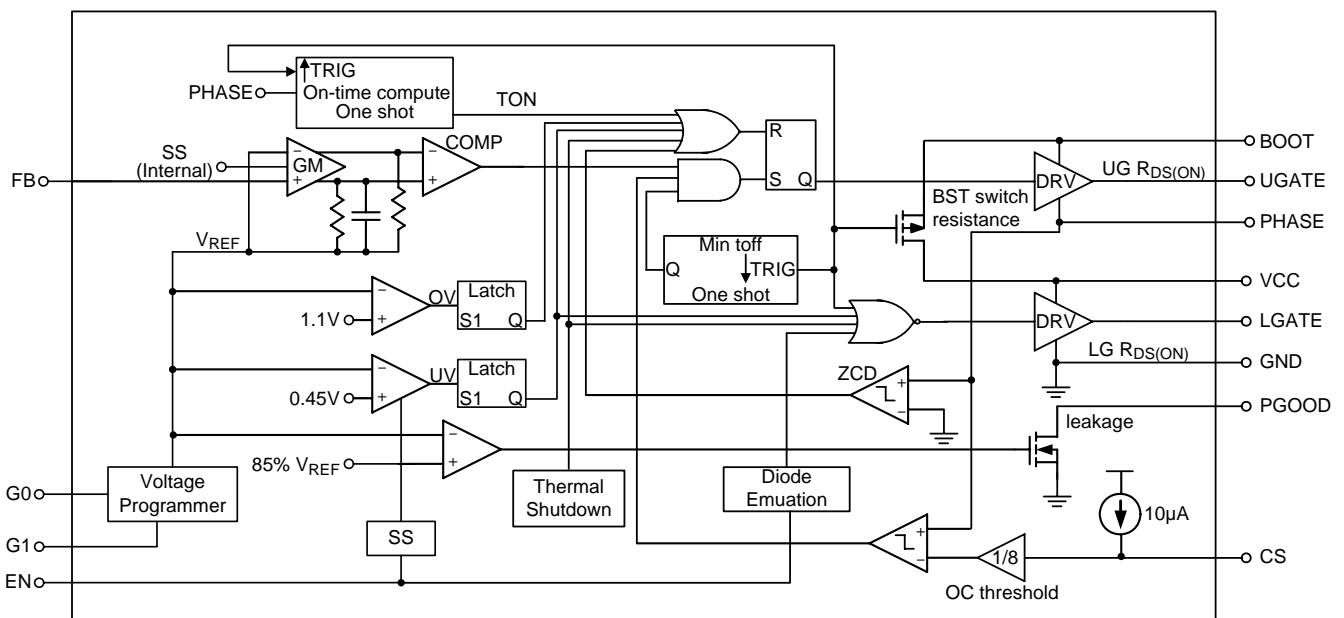 TRIG
On-time compute
One shot
PHASE
TON
SS
(Internal)
FB
−
GM
+
COMP
−
+
R
S
Q
BOOT
DRV
UG RDS(ON)
UGATE
BST switch
resistance
PHASE
VREF
Min toff
Q
TRIG
One shot
VCC
−
+
OV
Latch
S1
Q
1.1V
DRV
LGATE
LG RDS(ON)
GND
−
+
UV
Latch
S1
Q
0.45V
ZCD
+
−
PGOOD
leakage
−
+
85% VREF
G0
Voltage
Programmer
Thermal
Shutdown
Diode
Emuation
10µA
G1
SS
+
−
1/8
CS
EN
OC threshold